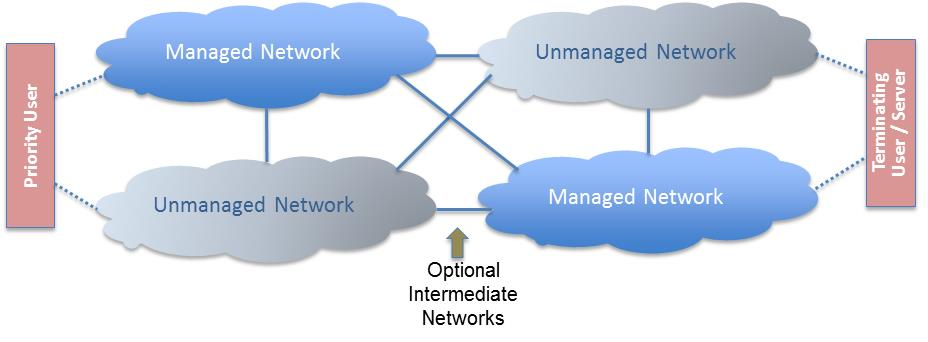 Priority User
Managed Network
Unmanaged Network
Unmanaged Network
Managed Network
Terminating
User / Server
Optional
Intermediate
Networks